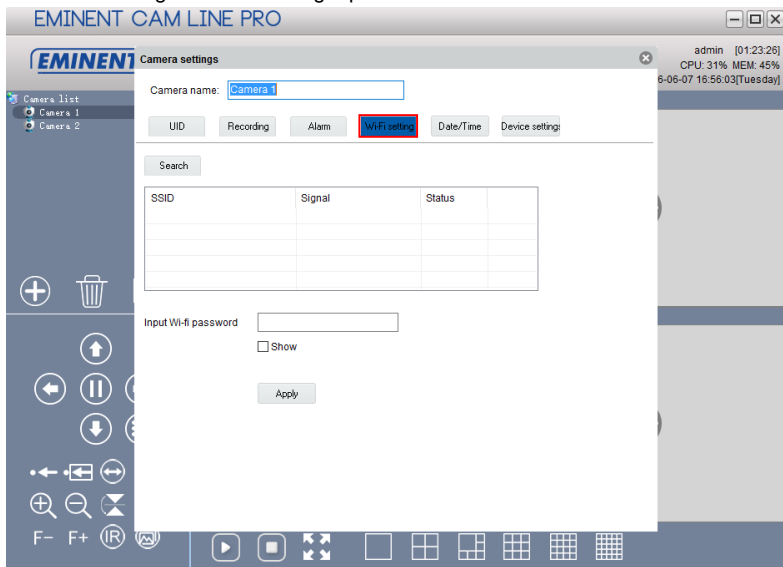 EMINENT CAM LINE PRO
EMINENT
admin [01:23:26]
CPU: 31% MEM: 45%
6-06-07 16:56:03[Tuesday]
Camera settings
Camera list
Camera 1
Camera 2
Camera name: Camera 1
UID Recording Alarm Wi-Fi setting Date/Time Device settings
Search
SSID Signal Status
Input Wi-fi password
Show
Apply
F- F+ IR